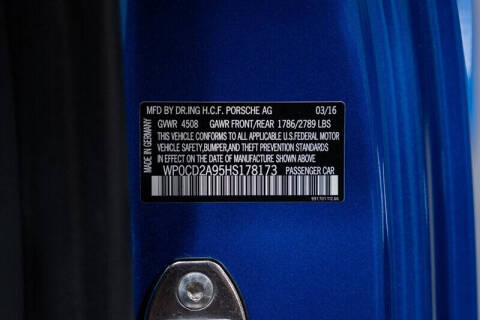 MFD BY DR.ING H.C.F. PORSCHE AG 03/16
GVWR 4508 GAWR FRONT/REAR 1786/2789 LBS
THIS VEHICLE CONFORMS TO ALL APPLICABLE U.S.FEDERAL MOTOR
VEHICLE SAFETY, BUMPER, AND THEFT PREVENTION STANDARDS
IN EFFECT ON THE DATE OF MANUFACTURE SHOWN ABOVE.
WP0CD2A95HS178173 PASSENGER CAR
MADE IN GERMANY